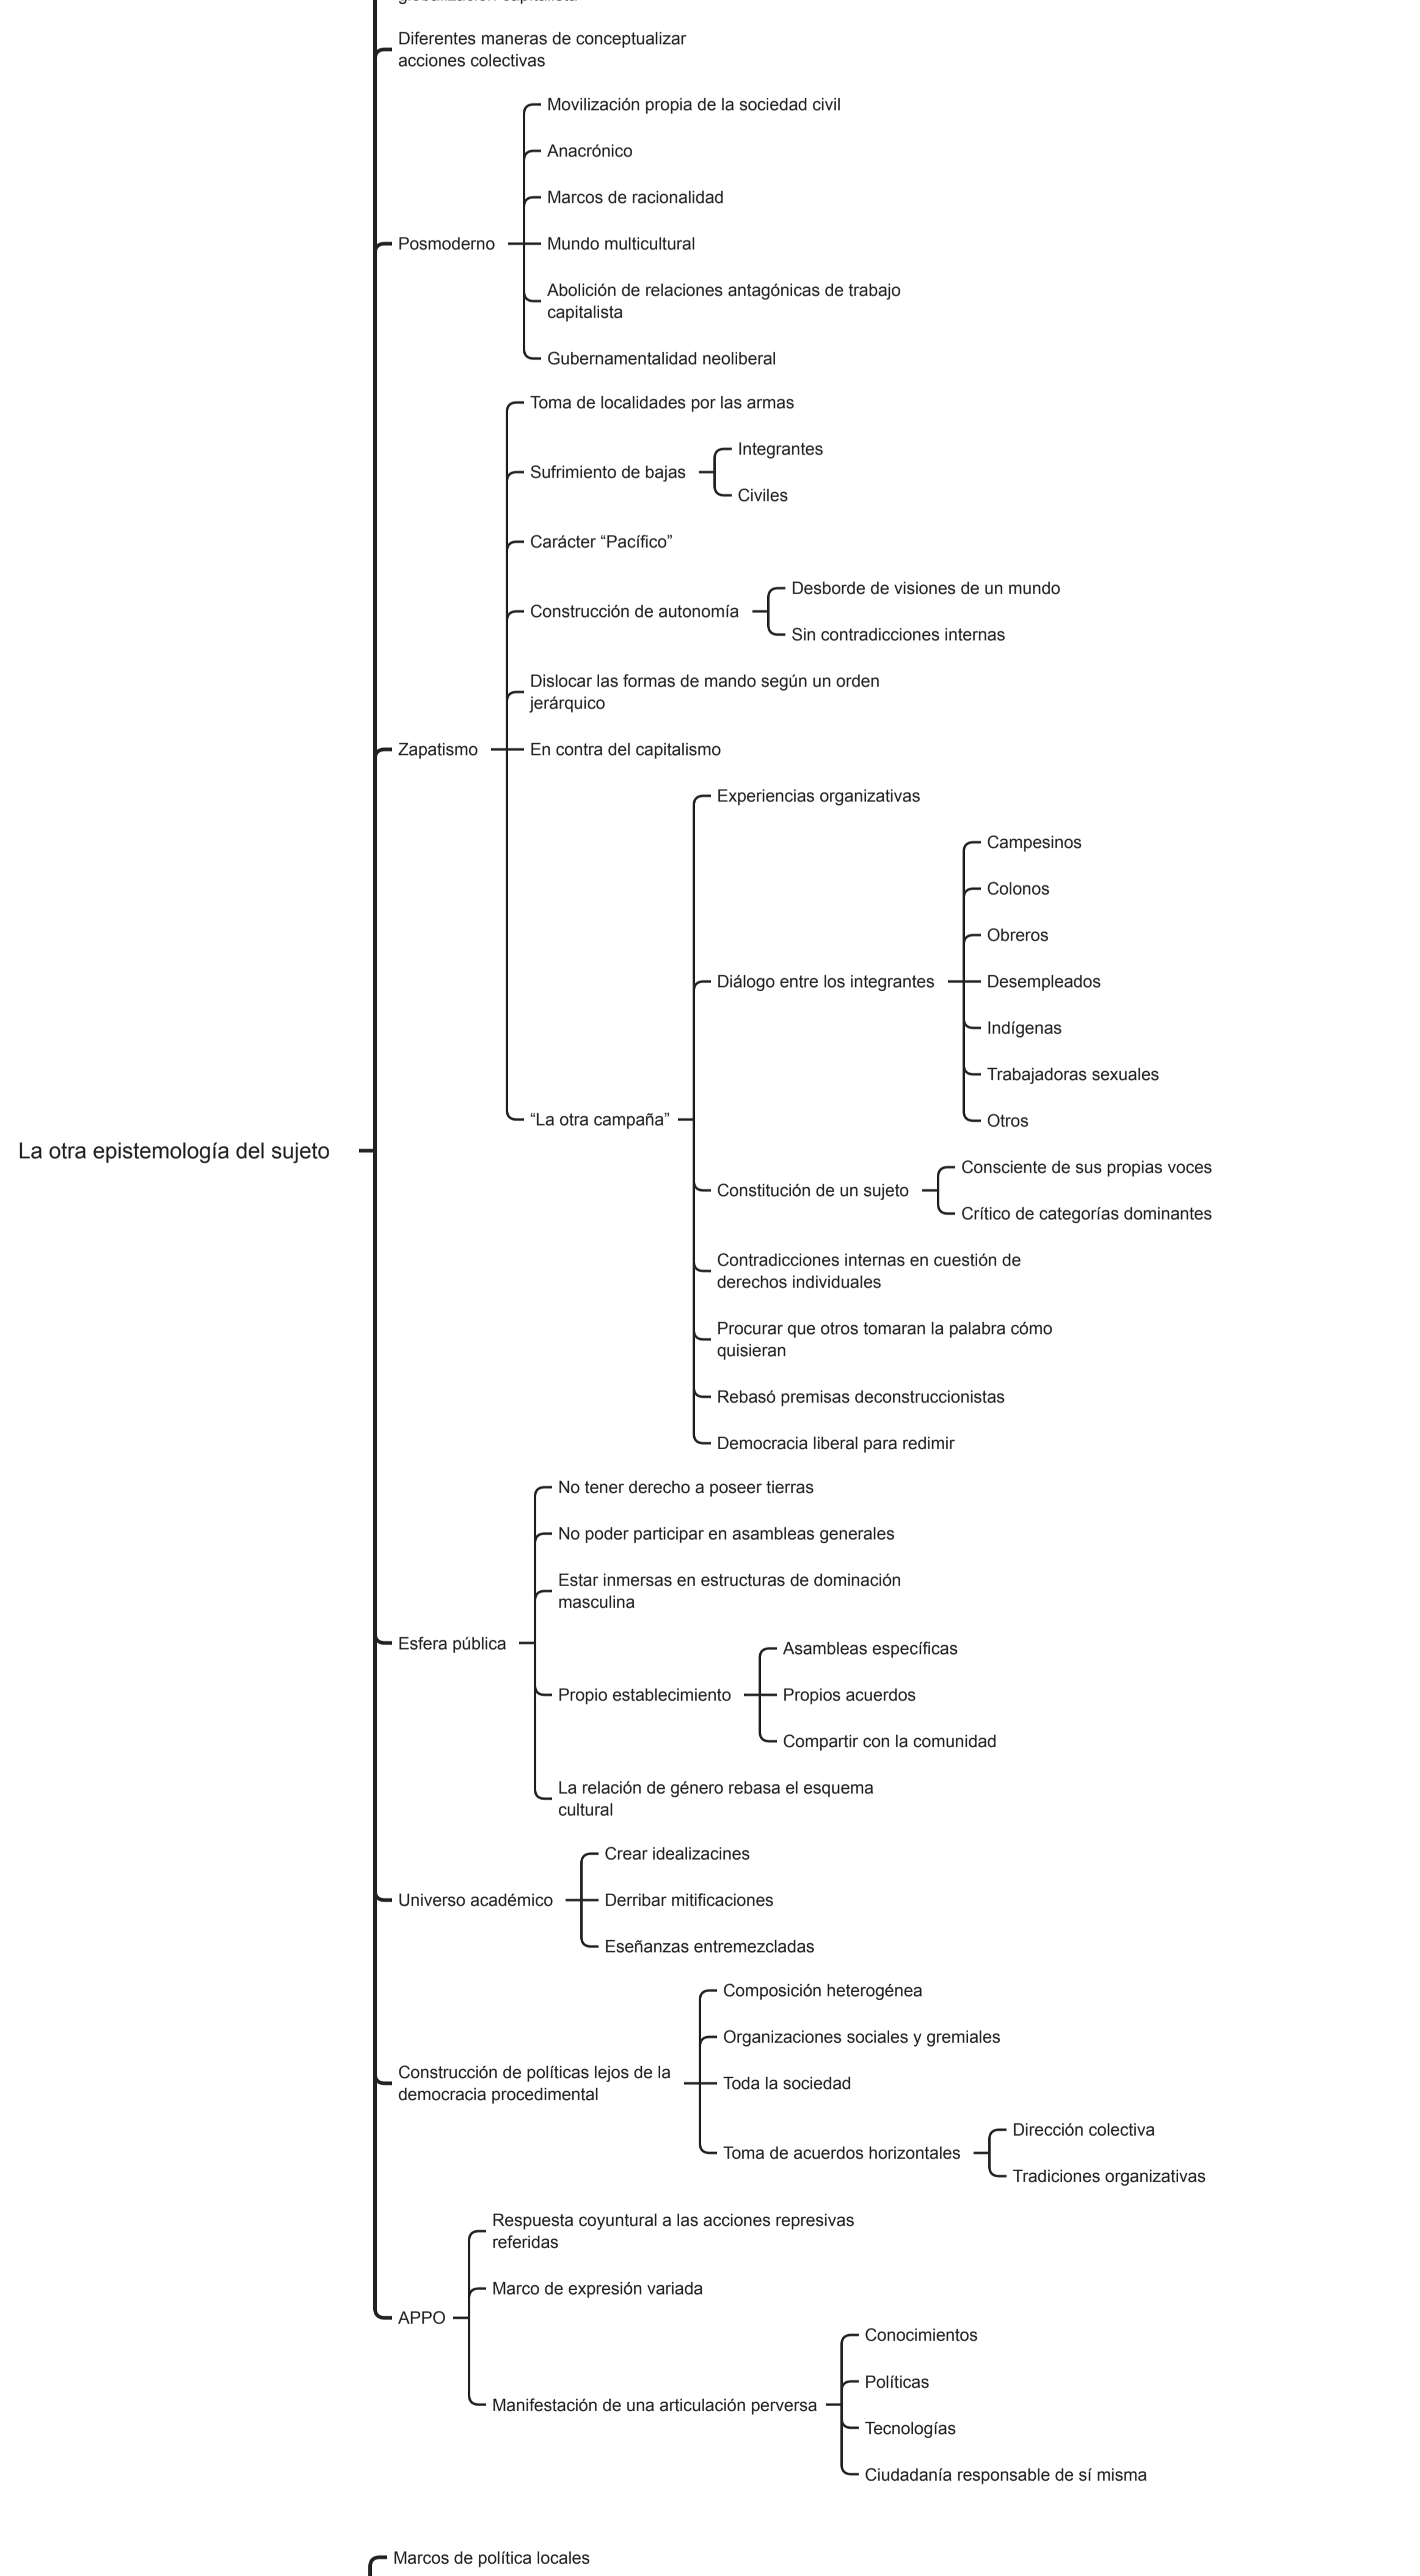 Diferentes maneras de conceptualizar
acciones colectivas
Movilización propia de la sociedad civil
Anacrónico
Marcos de racionalidad
Posmoderno
Mundo multicultural
Abolición de relaciones antagónicas de trabajo
capitalista
Gubernamentalidad neoliberal
Toma de localidades por las armas
Integrantes
Sufrimiento de bajas
Civiles
Carácter “Pacífico”
Desborde de visiones de un mundo
Construcción de autonomía
Sin contradicciones internas
Dislocar las formas de mando según un orden
jerárquico
Zapatismo
En contra del capitalismo
Experiencias organizativas
Campesinos
Colonos
Obreros
Diálogo entre los integrantes
Desempleados
Indígenas
Trabajadoras sexuales
“La otra campaña”
Otros
La otra epistemología del sujeto
Consciente de sus propias voces
Constitución de un sujeto
Crítico de categorías dominantes
Contradicciones internas en cuestión de
derechos individuales
Procurar que otros tomaran la palabra cómo
quisieran
Rebasó premisas deconstruccionistas
Democracia liberal para redimir
No tener derecho a poseer tierras
No poder participar en asambleas generales
Estar inmersas en estructuras de dominación
masculina
Esfera pública
Asambleas específicas
Propio establecimiento
Propios acuerdos
Compartir con la comunidad
La relación de género rebasa el esquema
cultural
Crear idealizacines
Universo académico
Derribar mitificaciones
Eseñanzas entremezcladas
Composición heterogénea
Organizaciones sociales y gremiales
Construcción de políticas lejos de la
democracia procedimental
Toda la sociedad
Dirección colectiva
Toma de acuerdos horizontales
Tradiciones organizativas
Respuesta coyuntural a las acciones represivas
referidas
Marco de expresión variada
APPO
Conocimientos
Políticas
Manifestación de una articulación perversa
Tecnologías
Ciudadanía responsable de sí misma
Marcos de política locales